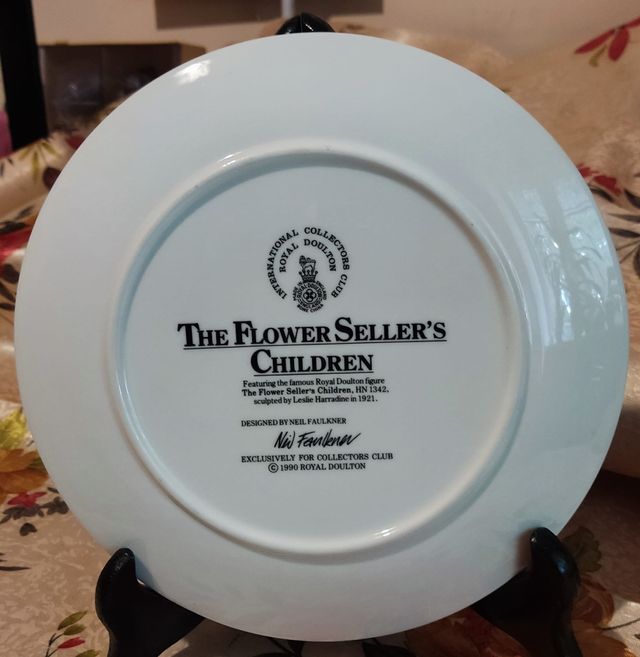 INTERNATIONAL COLLECTORS CLUB
ROYAL DOULTON
THE FLOWER SELLER'S
CHILDREN
Featuring the famous Royal Doulton figure
The Flower Seller's Children, HN 1342,
sculpted by Leslie Harradine in 1921.
DESIGNED BY NEIL FAULKNER
Neil Faulkner
EXCLUSIVELY FOR COLLECTORS CLUB
© 1990 ROYAL DOULTON